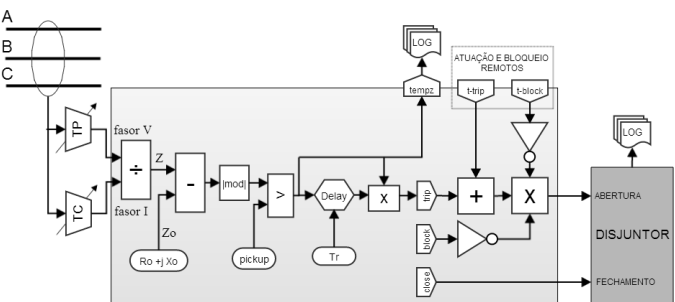 A
B
C
TP
TC
fasor V
fasor I
÷
Z
Zo
Ro +j Xo
-
|mod|
pickup
>
Delay
Tr
x
LOG
tempz
ATUAÇÃO E BLOQUEIO
REMOTOS
t-trip
t-block
trip
block
close
+
X
LOG
ABERTURA
DISJUNTOR
FECHAMENTO